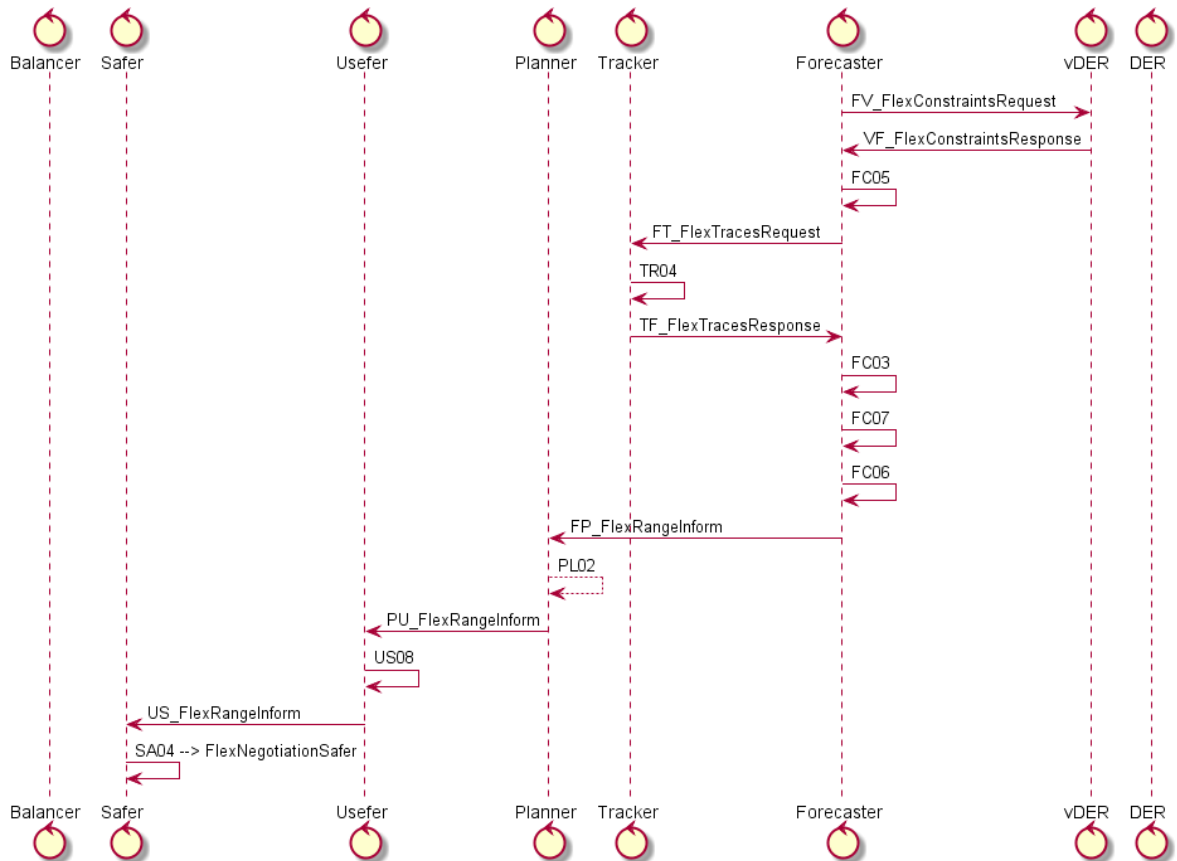 Balancer Safer Usefer Planner Tracker Forecaster vDER DER
FV_FlexConstraintsRequest
VF_FlexConstraintsResponse
FC05
FT_FlexTracesRequest
TR04
TF_FlexTracesResponse
FC03
FC07
FC06
FP_FlexRangeInform
PL02
PU_FlexRangeInform
US08
US_FlexRangeInform
SA04 --> FlexNegotiationSafer
Balancer Safer Usefer Planner Tracker Forecaster vDER DER